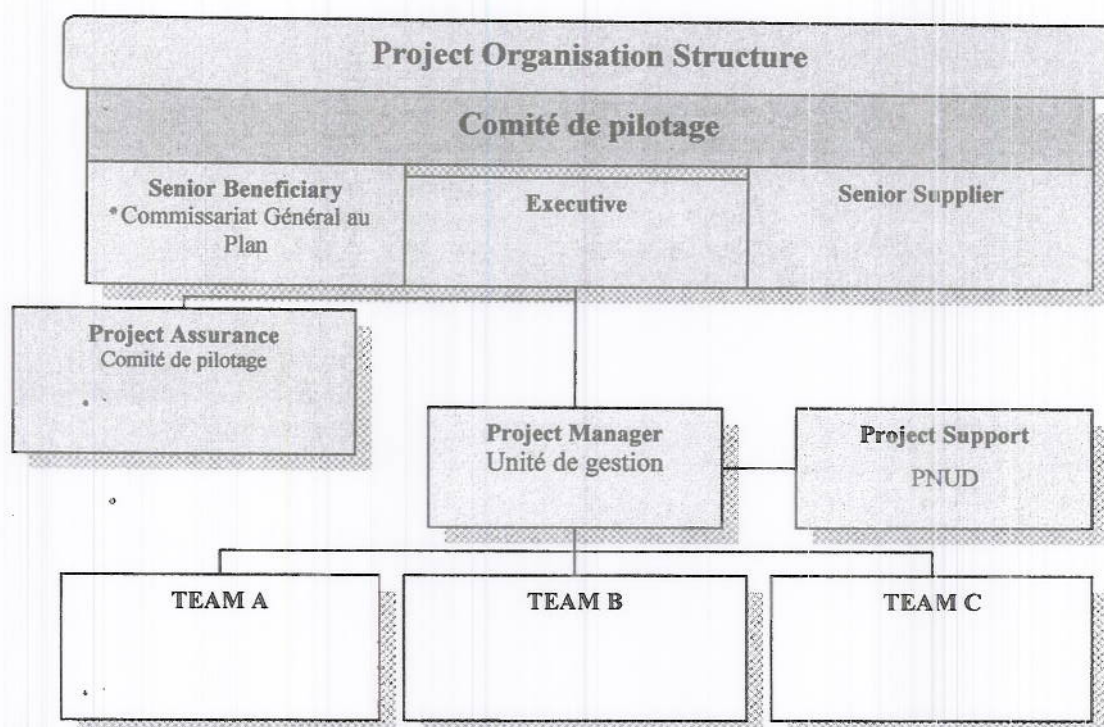 Project Organisation Structure
Comité de pilotage
Senior Beneficiary
•Commissariat Général au
Plan
Executive
Senior Supplier
Project Assurance
Comité de pilotage
Project Manager
Unité de gestion
Project Support
PNUD
TEAM A
TEAM B
TEAM C